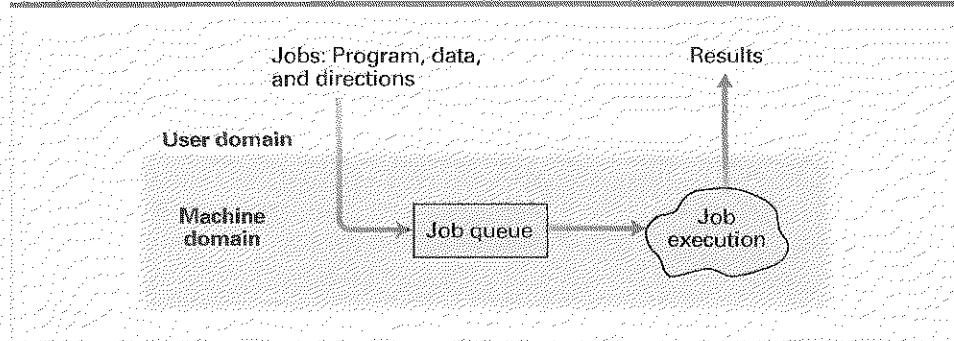 Jobs: Program, data,
and directions
Results
User domain
Machine
domain
Job queue
Job
execution